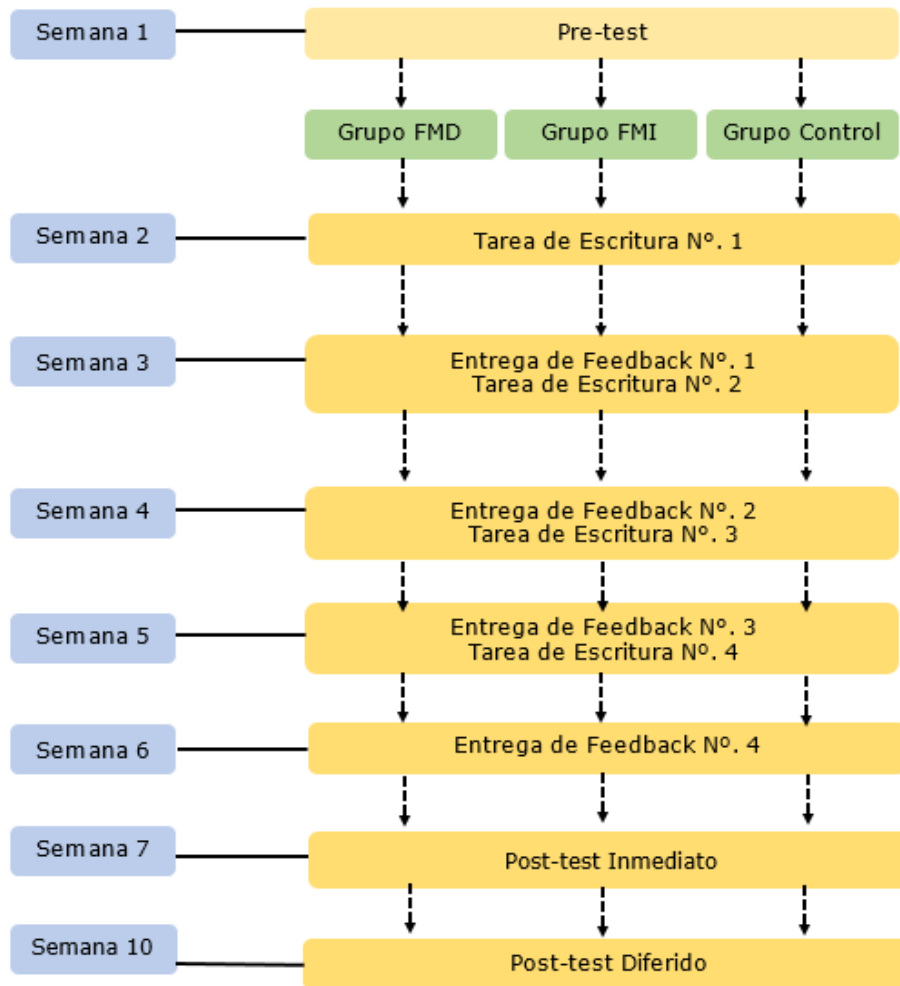 Semana 1
Pre-test
Grupo FMD
Grupo FMI
Grupo Control
Semana 2
Tarea de Escritura Nº. 1
Semana 3
Entrega de Feedback Nº. 1
Tarea de Escritura Nº. 2
Semana 4
Entrega de Feedback Nº. 2
Tarea de Escritura Nº. 3
Semana 5
Entrega de Feedback Nº. 3
Tarea de Escritura Nº. 4
Semana 6
Entrega de Feedback Nº. 4
Semana 7
Post-test Inmediato
Semana 10
Post-test Diferido